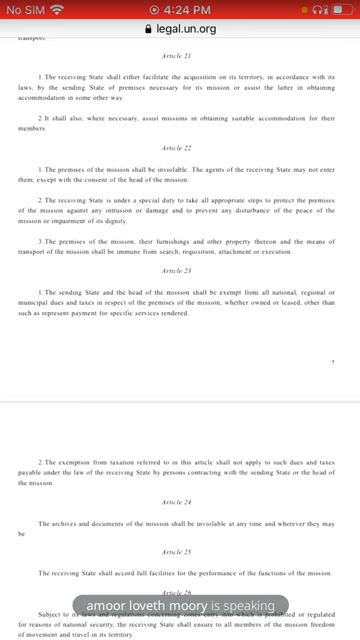 No SIM
4:24 PM
legal.un.org
transport.
Article 21
1. The receiving State shall either facilitate the acquisition on its territory, in accordance with its
laws, by the sending State of premises necessary for its mission or assist the latter in obtaining
accommodation in some other way.
2. It shall also, where necessary, assist missions in obtaining suitable accommodation for their
members.
Article 22
1. The premises of the mission shall be inviolable. The agents of the receiving State may not enter
them, except with the consent of the head of the mission.
2. The receiving State is under a special duty to take all appropriate steps to protect the premises
of the mission against any intrusion or damage and to prevent any disturbance of the peace of the
mission or impairment of its dignity.
3. The premises of the mission, their furnishings and other property thereon and the means of
transport of the mission shall be immune from search, requisition, attachment or execution.
Article 23
1. The sending State and the head of the mission shall be exempt from all national, regional or
municipal dues and taxes in respect of the premises of the mission, whether owned or leased, other than
such as represent payment for specific services rendered.
7
2. The exemption from taxation referred to in this article shall not apply to such dues and taxes
payable under the law of the receiving State by persons contracting with the sending State or the head of
the mission.
Article 24
The archives and documents of the mission shall be inviolable at any time and wherever they may
be.
Article 25
The receiving State shall accord full facilities for the performance of the functions of the mission.
Article 26
amoor loveth moory is speaking
Subject to its laws and regulations concerning zones entry into which is prohibited or regulated
for reasons of national security, the receiving State shall ensure to all members of the mission freedom
of movement and travel in its territory.